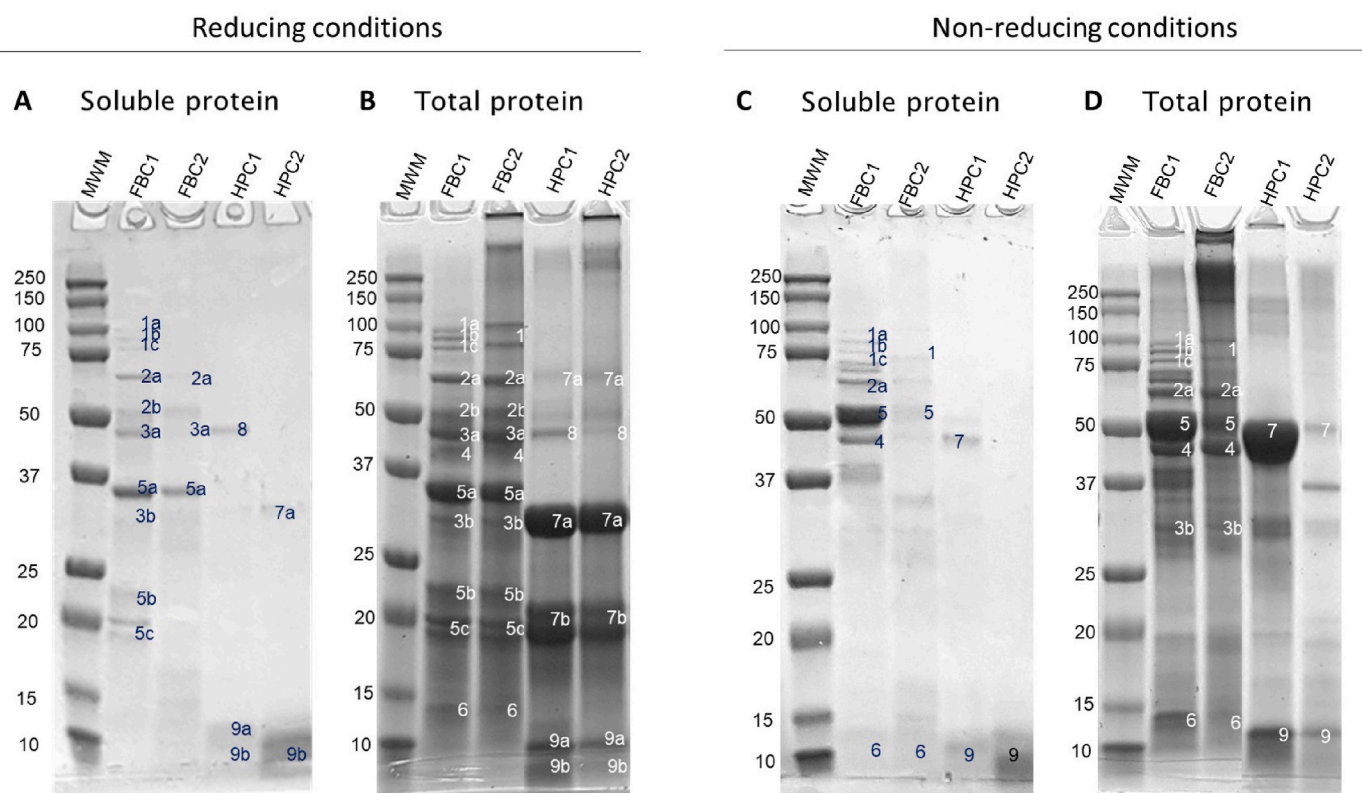 Reducing conditions
Non-reducing conditions
A Soluble protein
B Total protein
C Soluble protein
D Total protein
MWM FBC1 FBC2 HPC1 HPC2
MWM FBC1 FBC2 HPC1 HPC2
MWM FBC1 FBC2 HPC1 HPC2
MWM FBC1 FBC2 HPC1 HPC2
250
150
100
75
50
37
25
20
15
10
1a
1b
1c
2a 2a
2b
3a 3a 8
5a 5a
3b 7a
5b
5c
9a
9b 9b
250
150
100
75
50
37
25
20
15
10
1a
1b 1
1c
2a 2a 7a 7a
2b 2b
3a 3a 8 8
4 4
5a 5a
3b 3b 7a 7a
5b 5b
5c 5c 7b 7b
6 6
9a 9a
9b 9b
250
150
100
75
50
37
25
20
15
10
1a
1b
1c 1
2a
5 5
4 7
6 6 9 9
250
150
100
75
50
37
25
20
15
10
1a
1b 1
1c
2a 2a
5 5 7 7
4 4
3b 3b
6 6 9 9